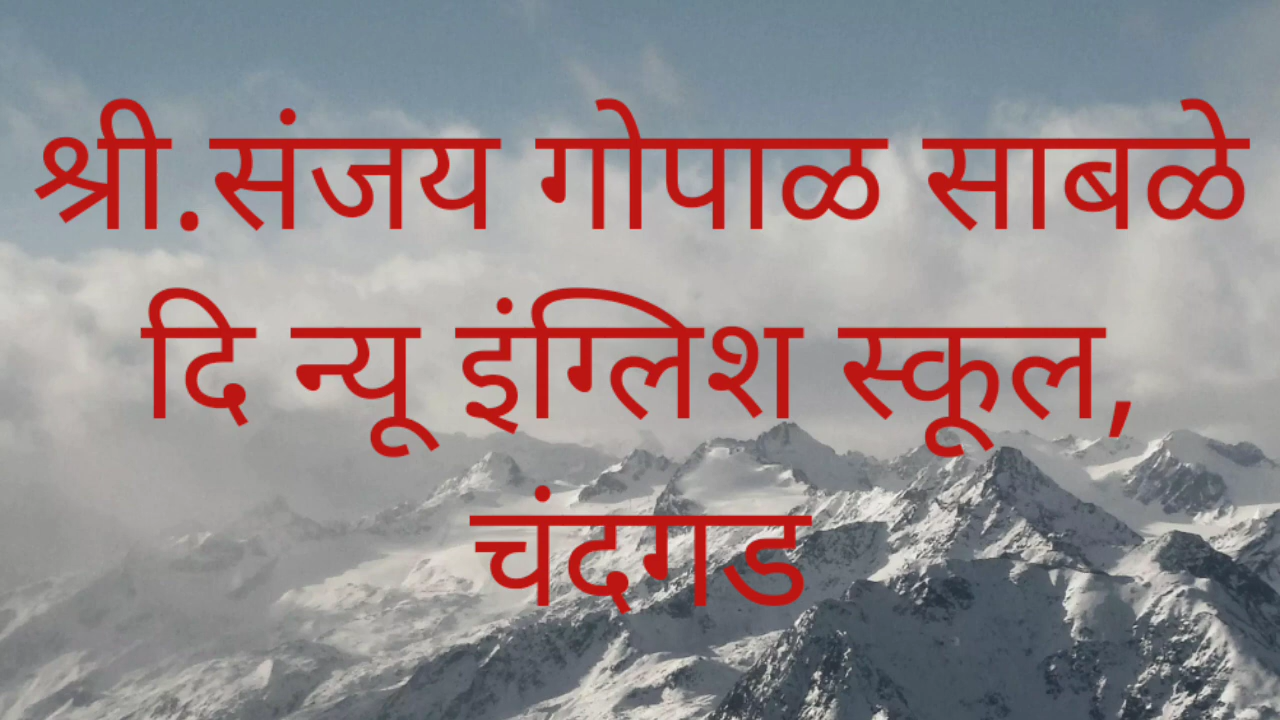 श्री.संजय गोपाळ साबळे
दि न्यू इंग्लिश स्कूल,
चंदगड